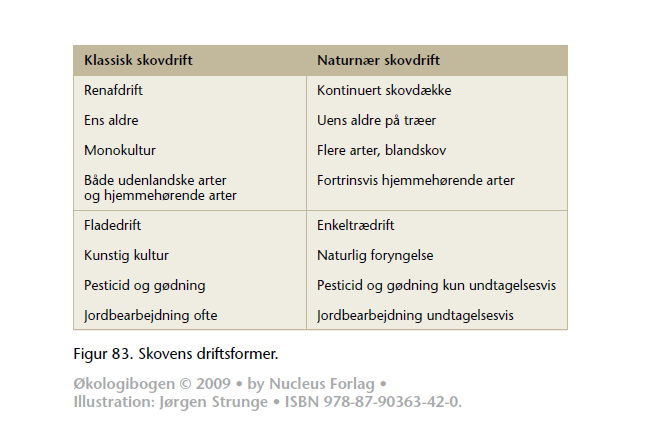 Klassisk skovdrift Naturnær skovdrift
Renafdrift Kontinuert skovdække
Ens aldre Uens aldre på træer
Monokultur Flere arter, blandskov
Både udenlandske arter Fortrinsvis hjemmehørende arter
og hjemmehørende arter
Fladedrift Enkelttrædrift
Kunstig kultur Naturlig foryngelse
Pesticid og gødning Pesticid og gødning kun undtagelsesvis
Jordbearbejdning ofte Jordbearbejdning undtagelsesvis
Figur 83. Skovens driftsformer.
Økologibogen © 2009 • by Nucleus Forlag •
Illustration: Jørgen Strunge • ISBN 978-87-90363-42-0.